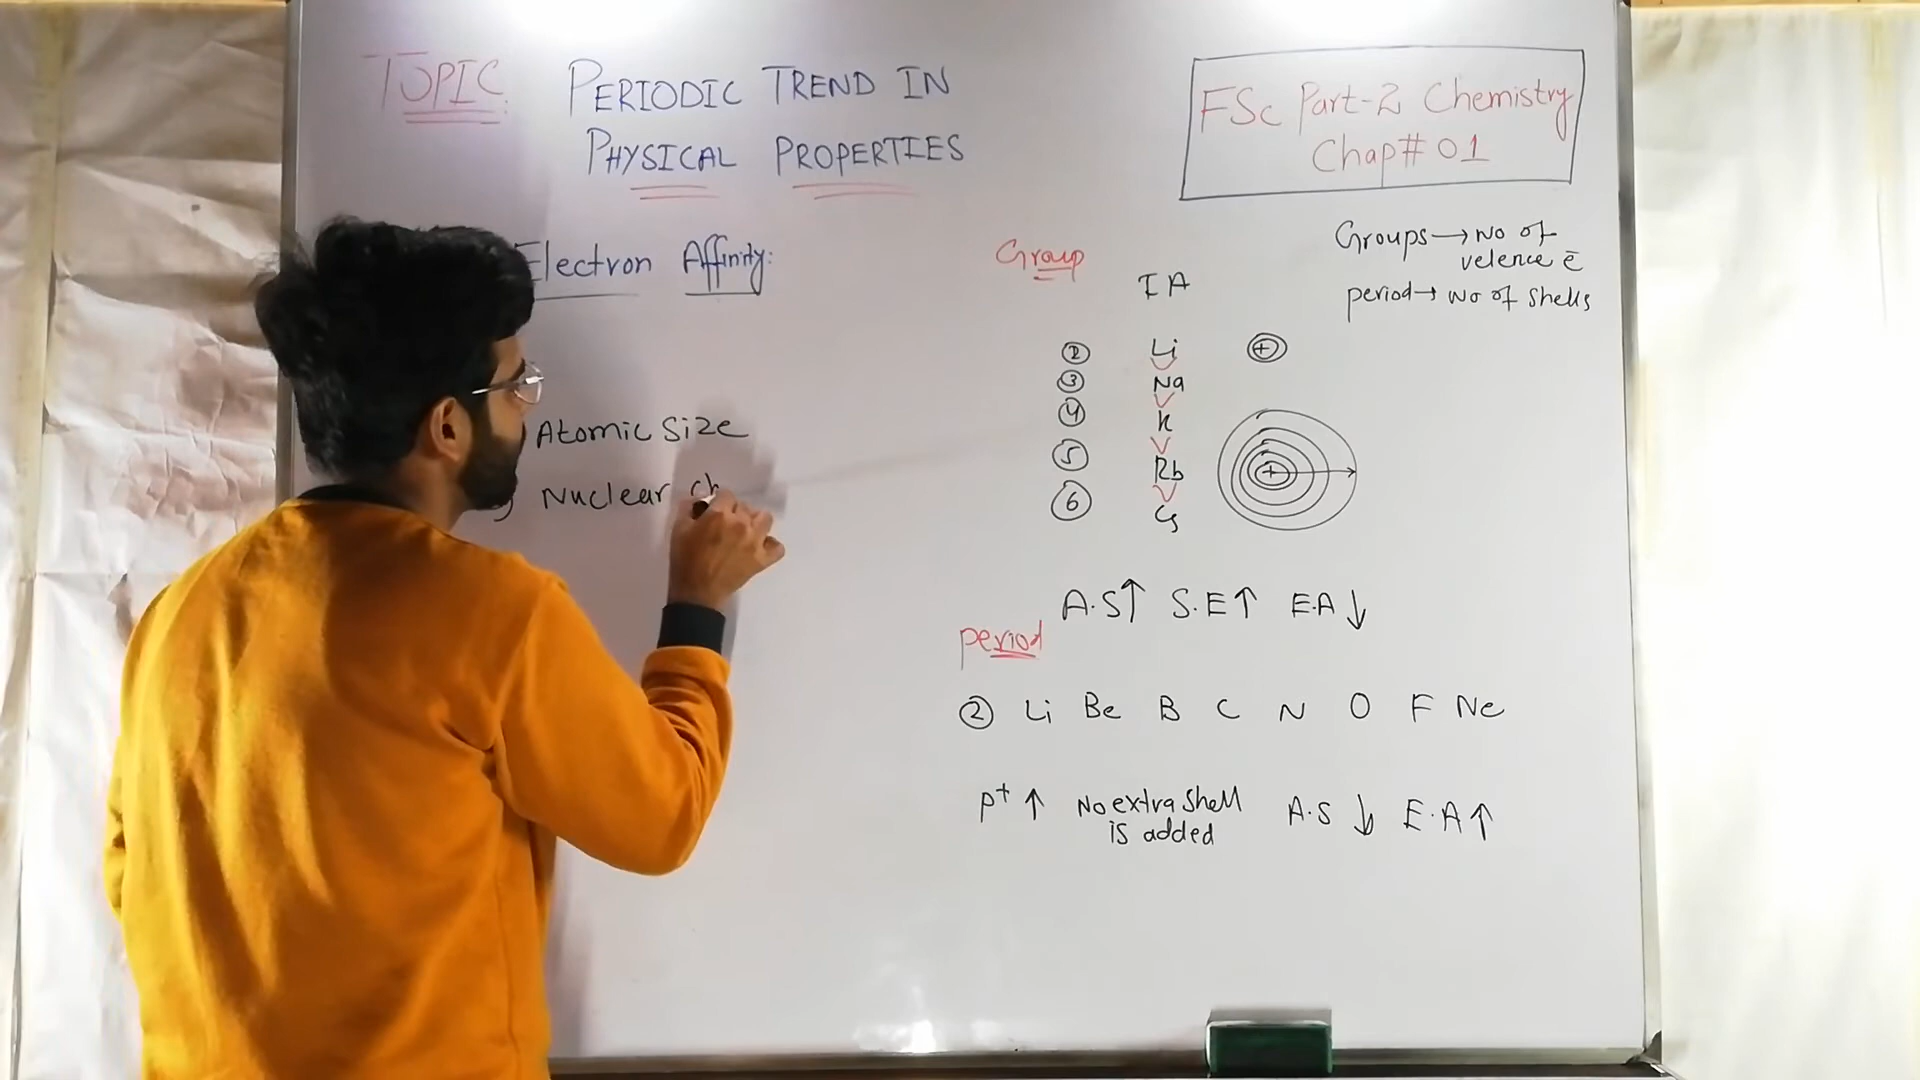 TOPIC: PERIODIC TREND IN
PHYSICAL PROPERTIES
FSc Part-2 Chemistry
Chap# 01
Electron Affinity:
Atomic Size
Nuclear Ch
Groups → No of
velence ē
period → No of shells
Group
I A
② Li +
③ Na
④ K
⑤ Rb +
⑥ Cs
A.S↑ S.E↑ E.A↓
period
② Li Be B C N O F Ne
P+ ↑ No extra shell A.S ↓ E.A↑
is added